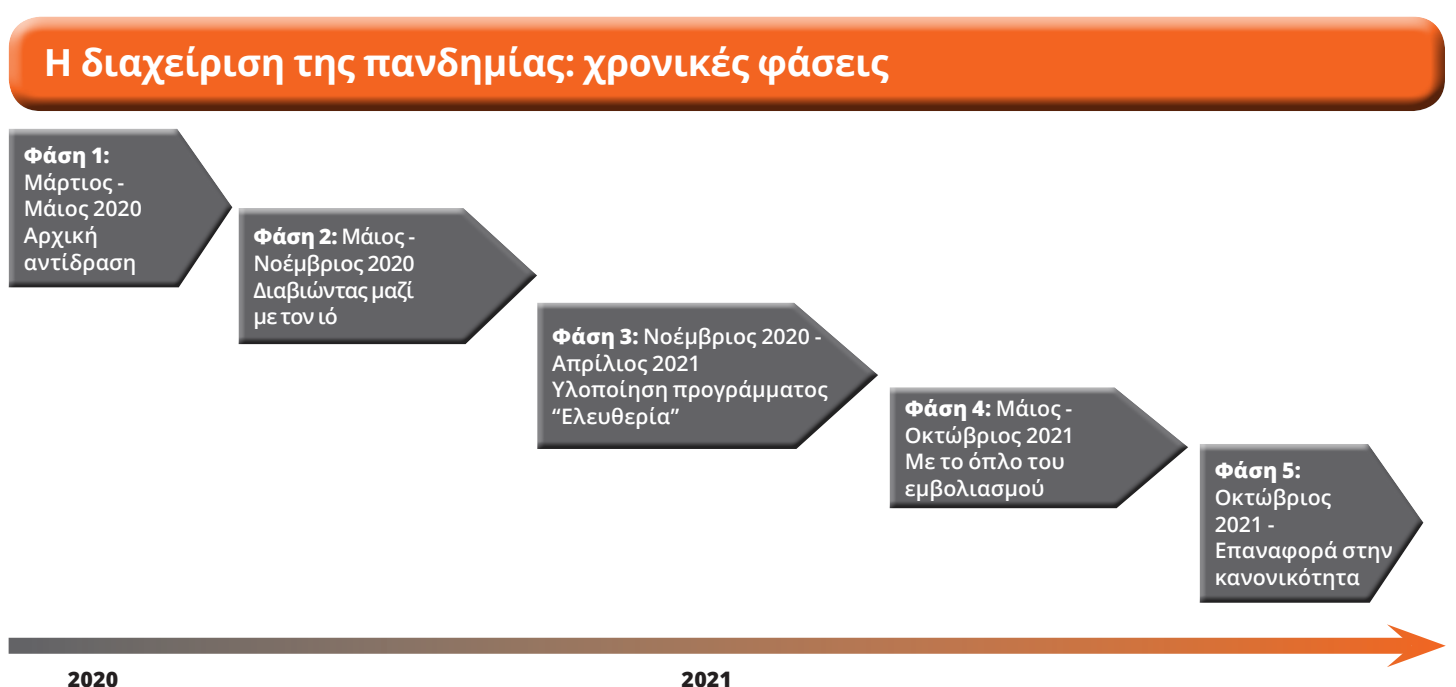 Η διαχείριση της πανδημίας: χρονικές φάσεις
Φάση 1:
Μάρτιος -
Μάιος 2020
Αρχική
αντίδραση
Φάση 2: Μάιος -
Νοέμβριος 2020
Διαβιώντας μαζί
με τον ιό
Φάση 3: Νοέμβριος 2020 -
Απρίλιος 2021
Υλοποίηση προγράμματος
“Ελευθερία”
Φάση 4: Μάιος -
Οκτώβριος 2021
Με το όπλο του
εμβολιασμού
Φάση 5:
Οκτώβριος
2021 -
Επαναφορά στην
κανονικότητα
2020
2021